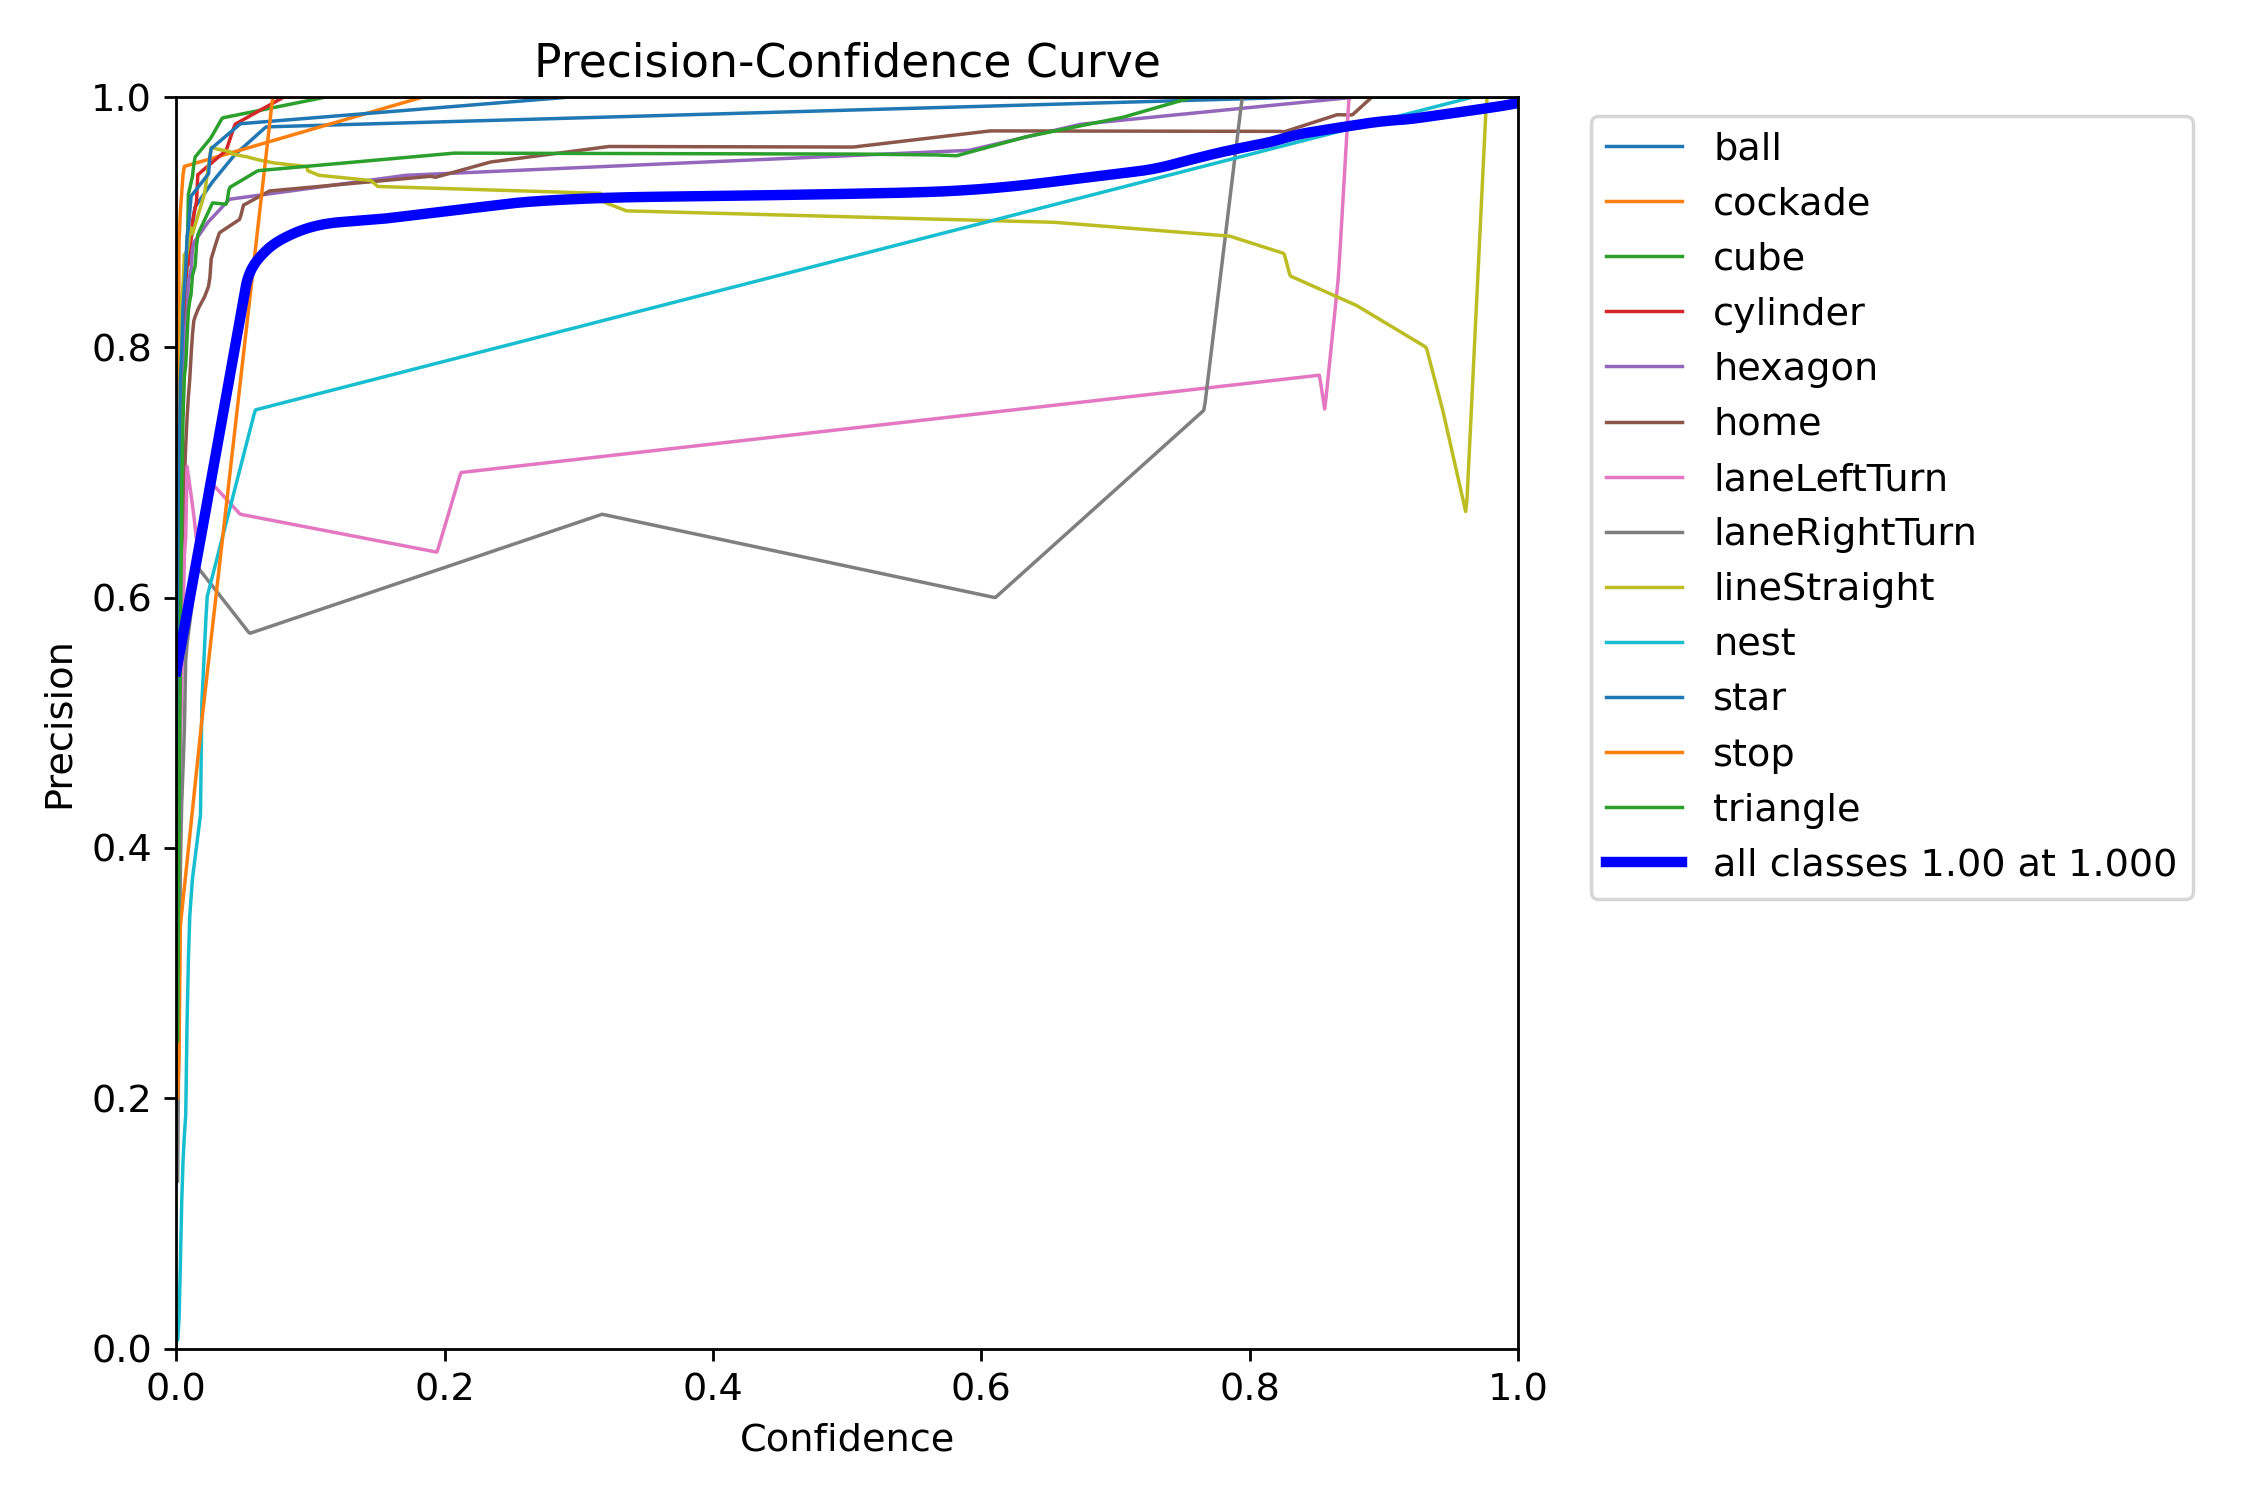 Precision-Confidence Curve
1.0
0.8
0.6
0.4
0.2
0.0
Precision
0.0 0.2 0.4 0.6 0.8 1.0
Confidence
ball
cockade
cube
cylinder
hexagon
home
laneLeftTurn
laneRightTurn
lineStraight
nest
star
stop
triangle
all classes 1.00 at 1.000